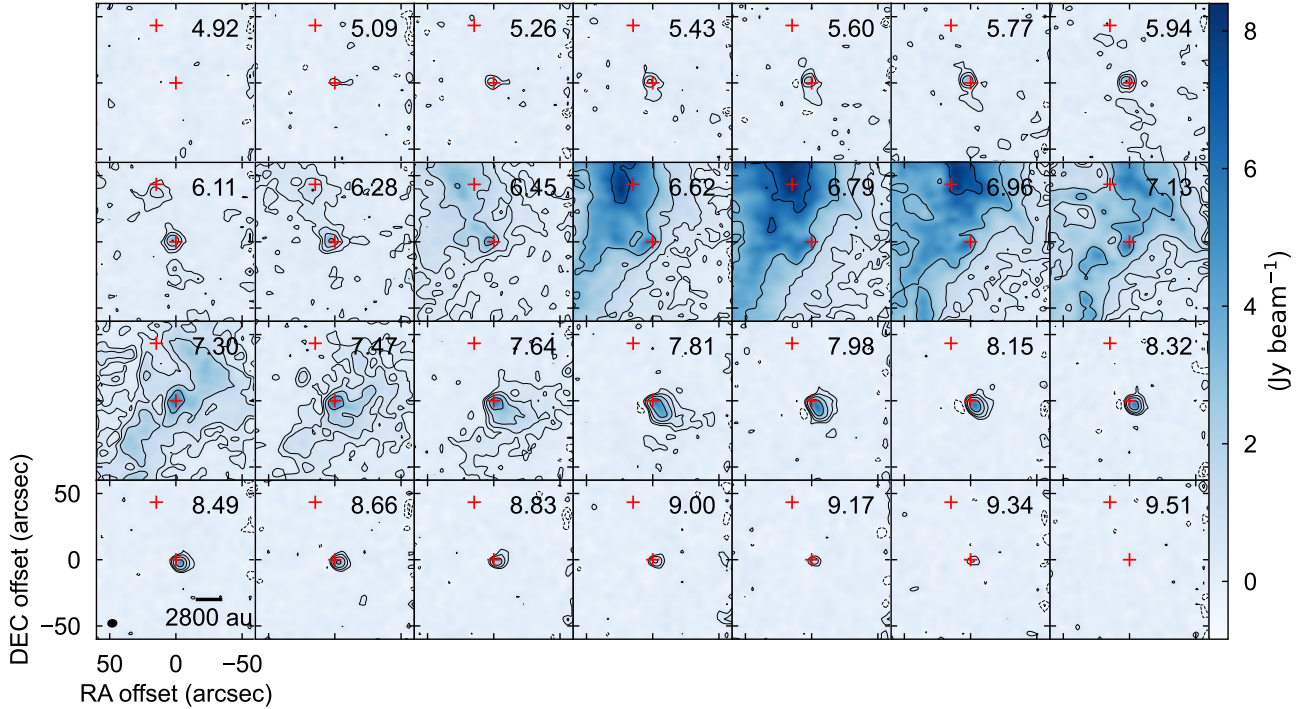 4.92 5.09 5.26 5.43 5.60 5.77 5.94
8
6.11 6.28 6.45 6.62 6.79 6.96 7.13
6
4
7.30 7.47 7.64 7.81 7.98 8.15 8.32
2
8.49 8.66 8.83 9.00 9.17 9.34 9.51
0
(Jy beam⁻¹)
50
0
−50
DEC offset (arcsec)
2800 au
50 0 −50
RA offset (arcsec)